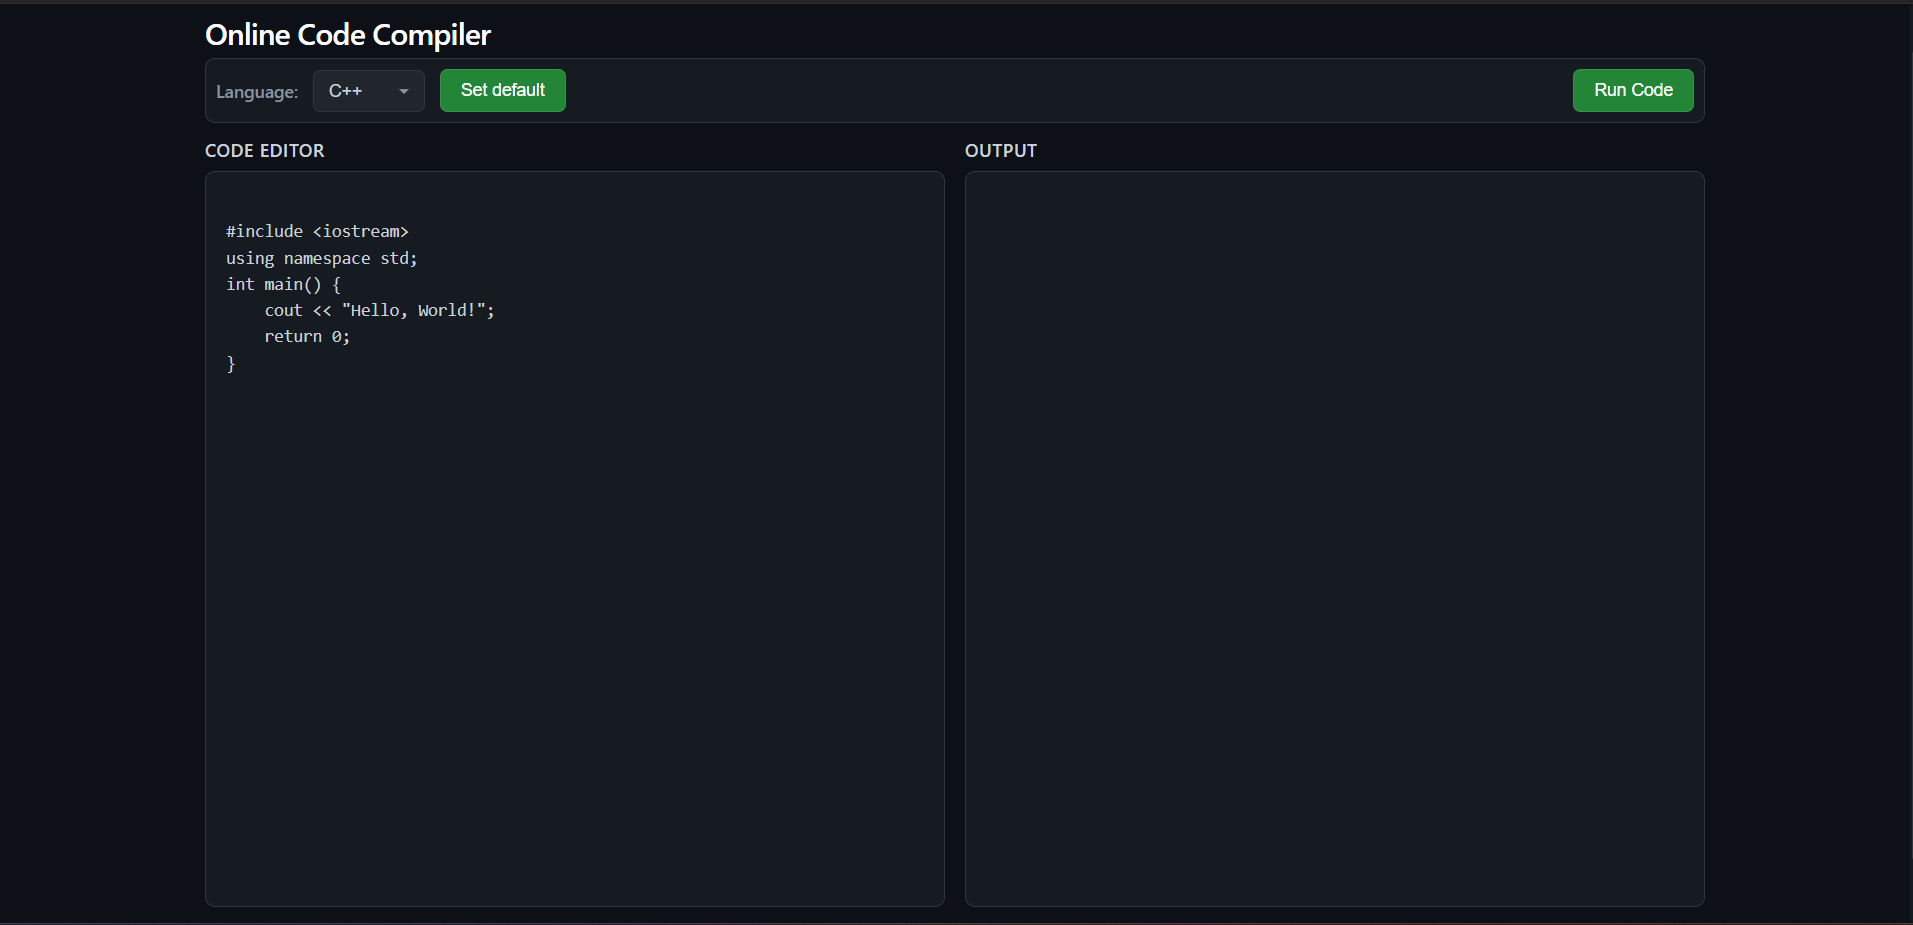 Online Code Compiler
Language: C++ Set default Run Code
CODE EDITOR
#include <iostream>
using namespace std;
int main() {
    cout << "Hello, World!";
    return 0;
}
OUTPUT